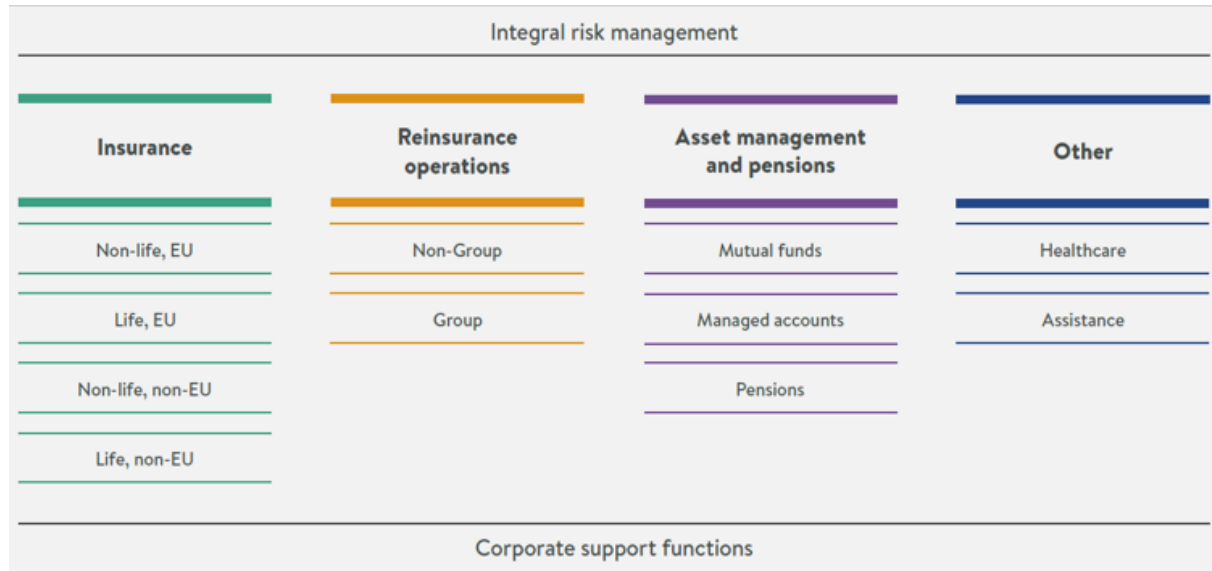 Integral risk management
Insurance
Reinsurance
operations
Asset management
and pensions
Other
Non-life, EU
Non-Group
Mutual funds
Healthcare
Life, EU
Group
Managed accounts
Assistance
Non-life, non-EU
Pensions
Life, non-EU
Corporate support functions